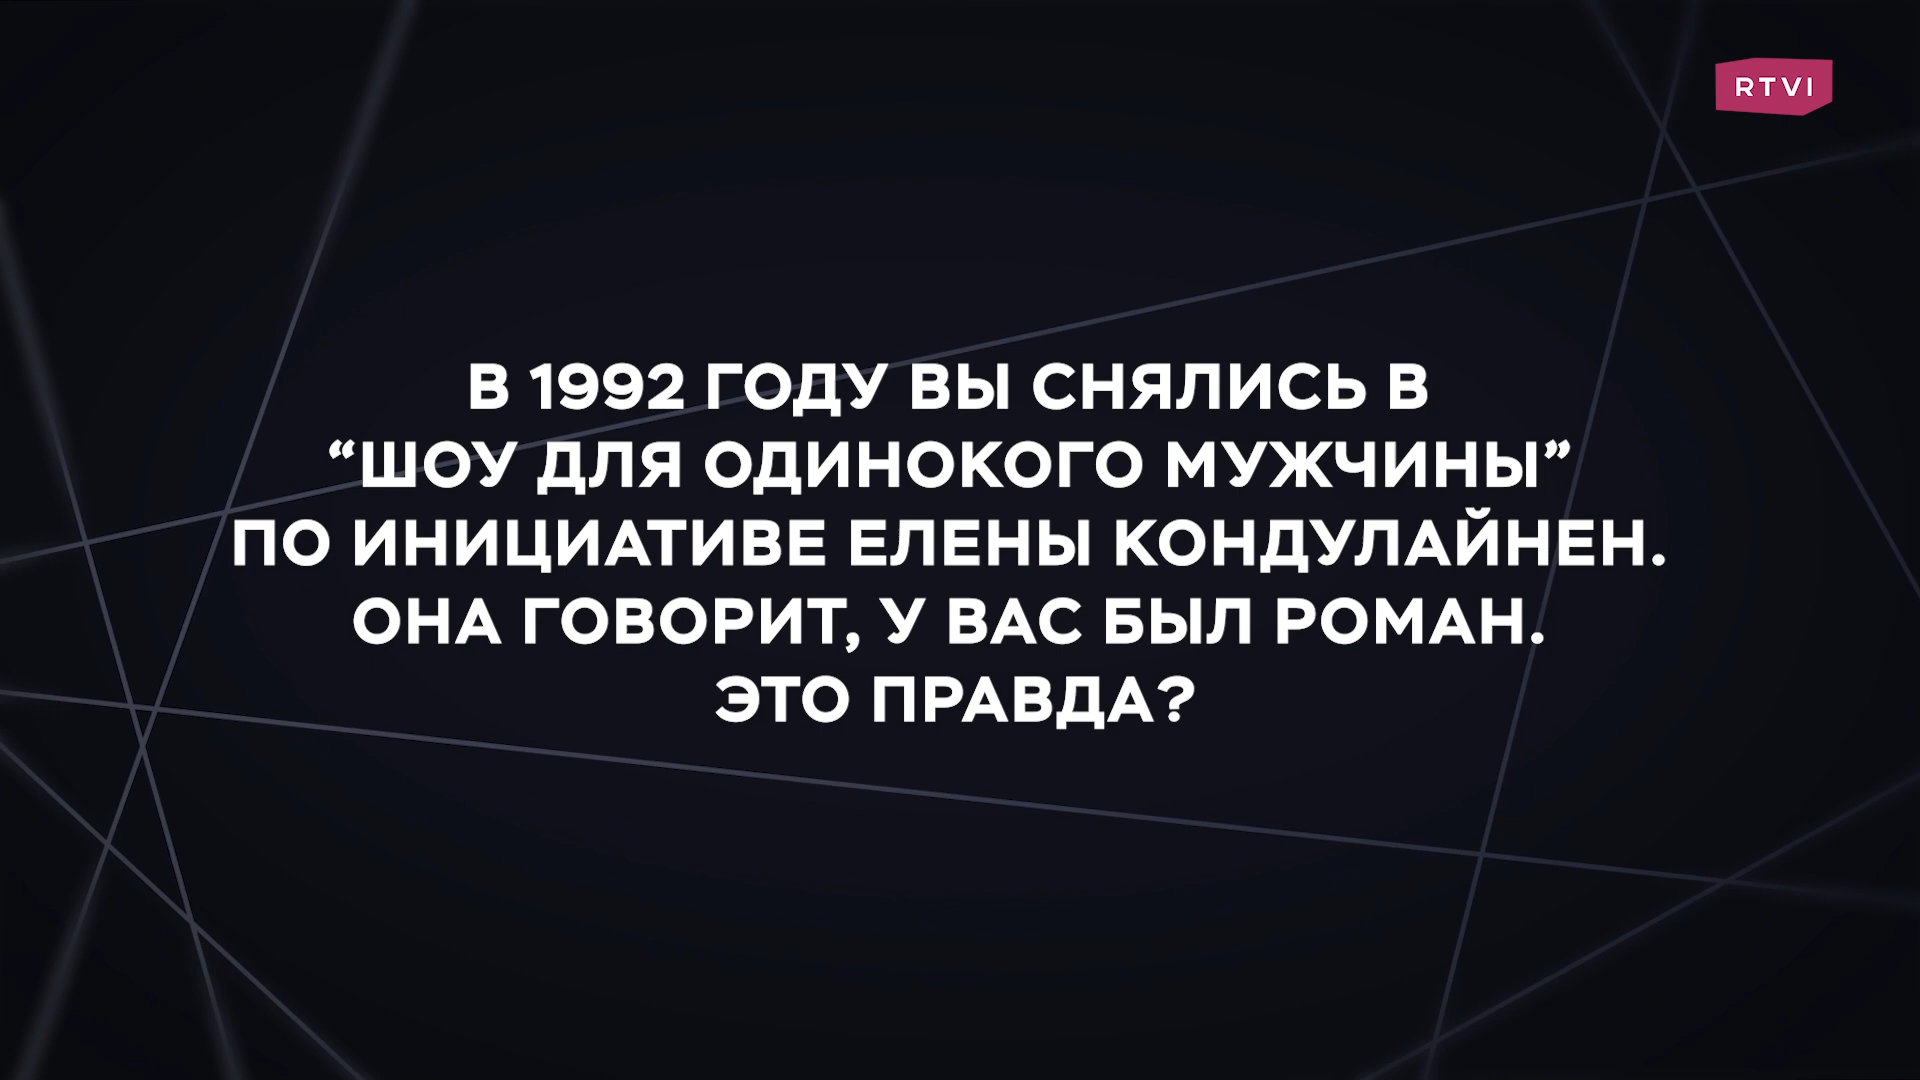 RTVI
В 1992 ГОДУ ВЫ СНЯЛИСЬ В
“ШОУ ДЛЯ ОДИНОКОГО МУЖЧИНЫ”
ПО ИНИЦИАТИВЕ ЕЛЕНЫ КОНДУЛАЙНЕН.
ОНА ГОВОРИТ, У ВАС БЫЛ РОМАН.
ЭТО ПРАВДА?